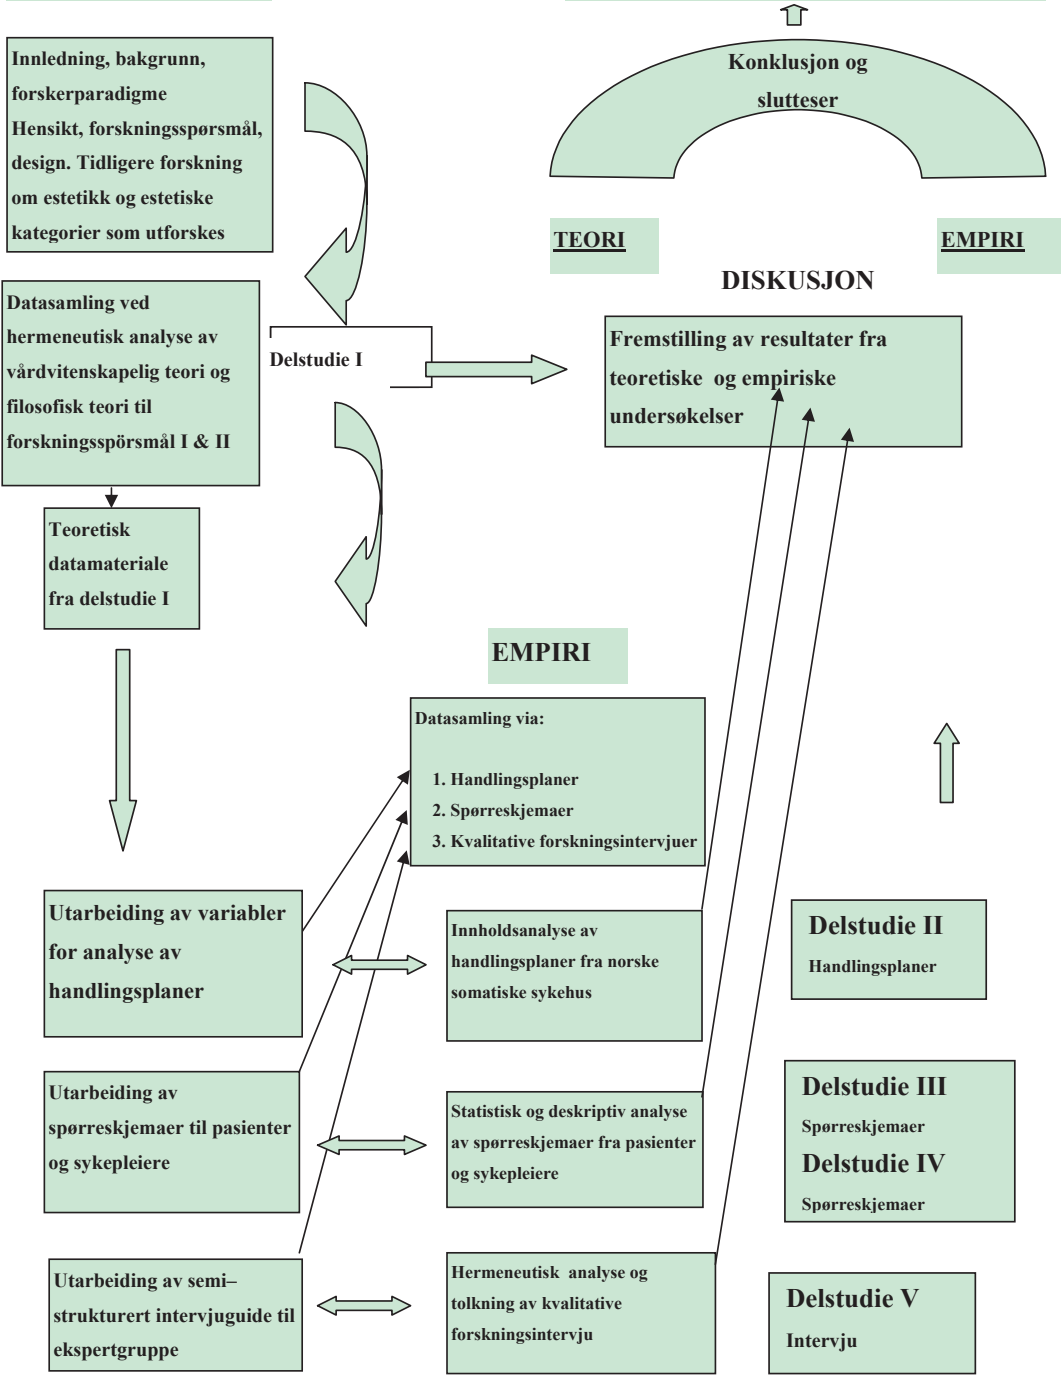 Innledning, bakgrunn,
forskerparadigme
Hensikt, forskningsspørsmål,
design. Tidligere forskning
om estetikk og estetiske
kategorier som utforskes
Konklusjon og
slutteser
TEORI
EMPIRI
DISKUSJON
Datasamling ved
hermeneutisk analyse av
vårdvitenskapelig teori og
filosofisk teori til
forskningsspörsmål I & II
Delstudie I
Fremstilling av resultater fra
teoretiske og empiriske
undersøkelser
Teoretisk
datamateriale
fra delstudie I
EMPIRI
Datasamling via:
1. Handlingsplaner
2. Spørreskjemaer
3. Kvalitative forskningsintervjuer
Utarbeiding av variabler
for analyse av
handlingsplaner
Innholdsanalyse av
handlingsplaner fra norske
somatiske sykehus
Delstudie II
Handlingsplaner
Utarbeiding av
spørreskjemaer til pasienter
og sykepleiere
Statistisk og deskriptiv analyse
av spørreskjemaer fra pasienter
og sykepleiere
Delstudie III
Spørreskjemaer
Delstudie IV
Spørreskjemaer
Utarbeiding av semi–
strukturert intervjuguide til
ekspertgruppe
Hermeneutisk analyse og
tolkning av kvalitative
forskningsintervju
Delstudie V
Intervju